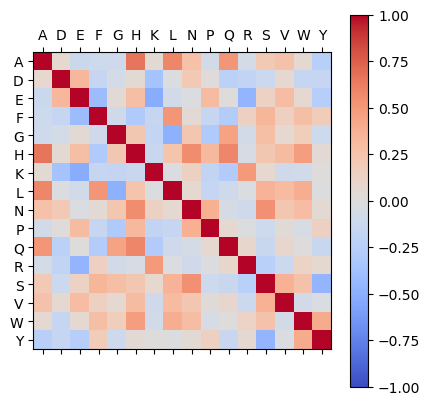 A D E F G H K L N P Q R S V W Y
A
D
E
F
G
H
K
L
N
P
Q
R
S
V
W
Y
1.00
0.75
0.50
0.25
0.00
−0.25
−0.50
−0.75
−1.00